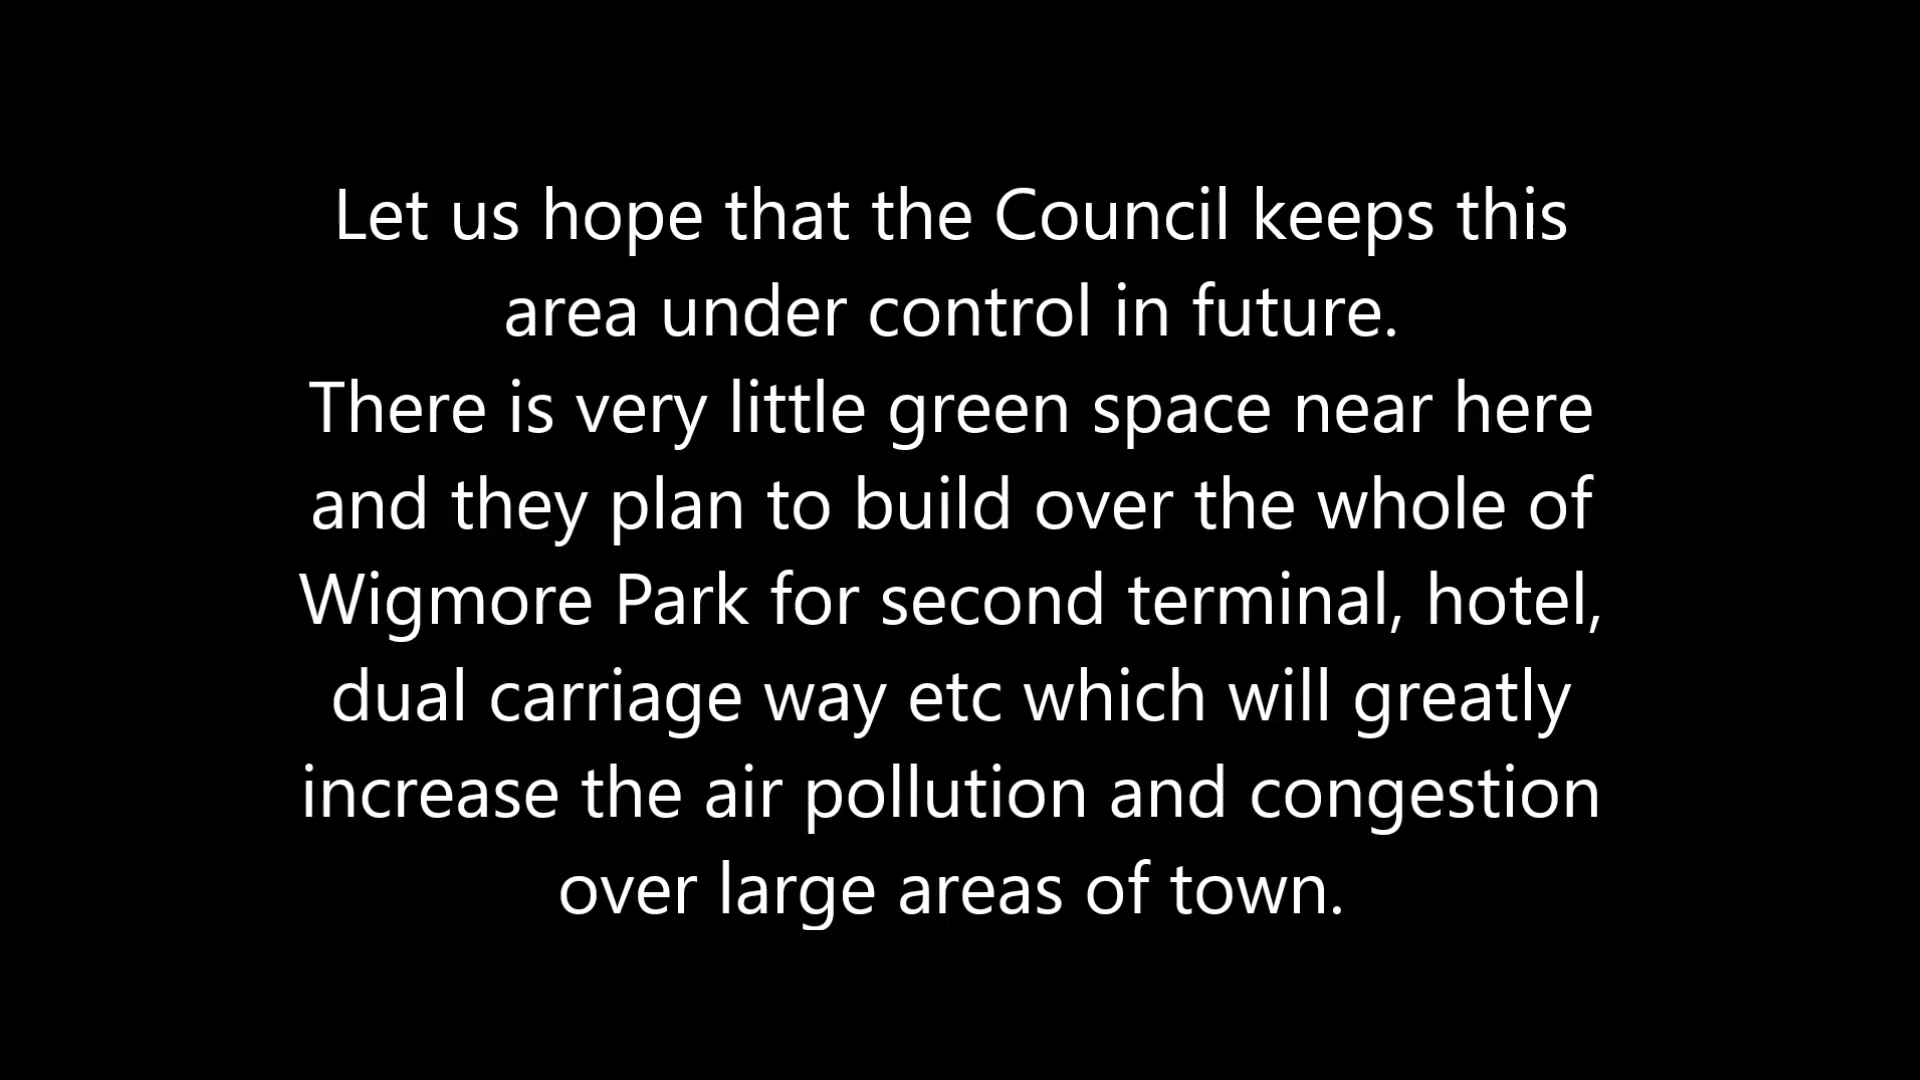 Let us hope that the Council keeps this
area under control in future.
There is very little green space near here
and they plan to build over the whole of
Wigmore Park for second terminal, hotel,
dual carriage way etc which will greatly
increase the air pollution and congestion
over large areas of town.